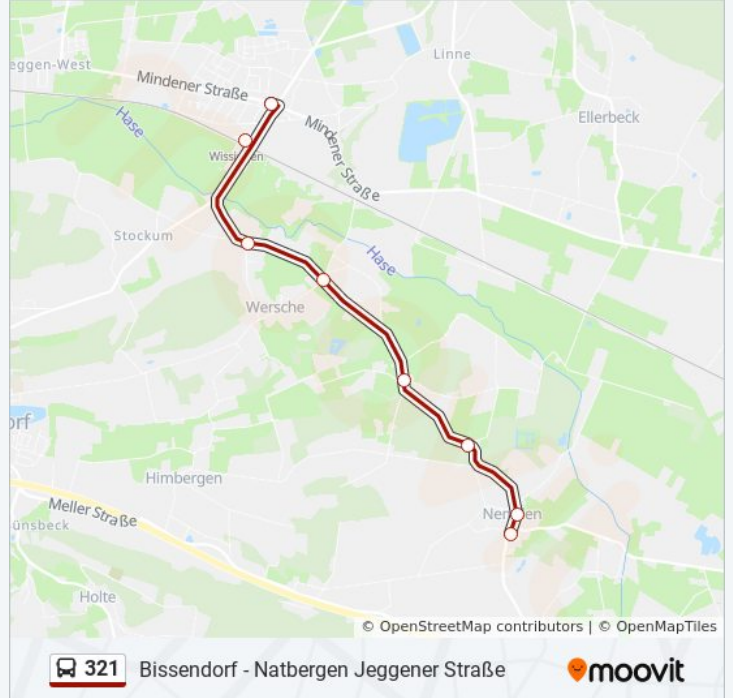 Linne
eggen-West
Mindener Straße
Ellerbeck
Hase
Mindener Straße
Stockum
Hase
Wersche
orf
Himbergen
Meller Straße
ünsbeck
Holte
© OpenStreetMap contributors | © OpenMapTiles
321 Bissendorf - Natbergen Jeggener Straße moovit